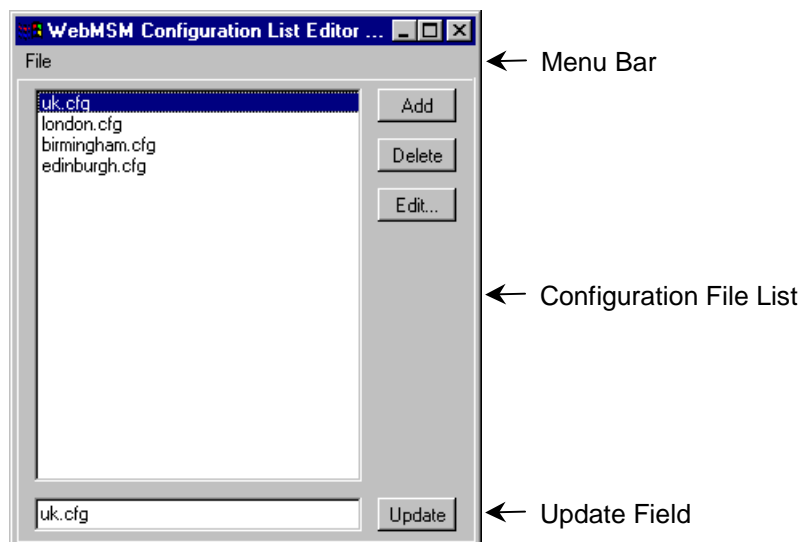 WebMSM Configuration List Editor ...
File
Menu Bar
uk.cfg
london.cfg
birmingham.cfg
edinburgh.cfg
Add
Delete
Edit...
Configuration File List
uk.cfg
Update
Update Field